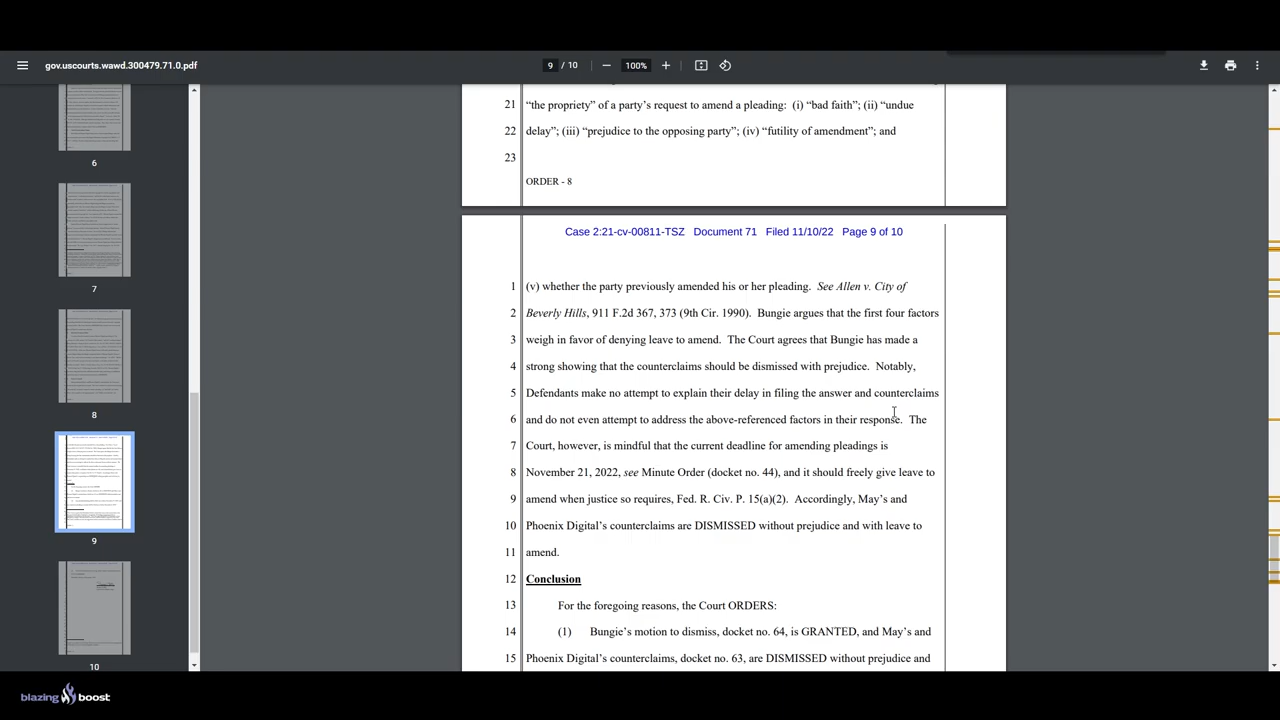 gov.uscourts.wawd.300479.71.0.pdf
9 / 10
100%
6
7
8
9
10
21 “the propriety” of a party’s request to amend a pleading: (i) “bad faith”; (ii) “undue
22 delay”; (iii) “prejudice to the opposing party”; (iv) “futility of amendment”; and
23
ORDER - 8
Case 2:21-cv-00811-TSZ Document 71 Filed 11/10/22 Page 9 of 10
1 (v) whether the party previously amended his or her pleading. See Allen v. City of
2 Beverly Hills, 911 F.2d 367, 373 (9th Cir. 1990). Bungie argues that the first four factors
3 weigh in favor of denying leave to amend. The Court agrees that Bungie has made a
4 strong showing that the counterclaims should be dismissed with prejudice. Notably,
5 Defendants make no attempt to explain their delay in filing the answer and counterclaims
6 and do not even attempt to address the above-referenced factors in their response. The
7 Court, however, is mindful that the current deadline for amending pleadings is
8 November 21, 2022, see Minute Order (docket no. 44), and it should freely give leave to
9 amend when justice so requires, Fed. R. Civ. P. 15(a)(2). Accordingly, May’s and
10 Phoenix Digital’s counterclaims are DISMISSED without prejudice and with leave to
11 amend.
12 Conclusion
13 For the foregoing reasons, the Court ORDERS:
14 (1) Bungie’s motion to dismiss, docket no. 64, is GRANTED, and May’s and
15 Phoenix Digital’s counterclaims, docket no. 63, are DISMISSED without prejudice and
blazing boost